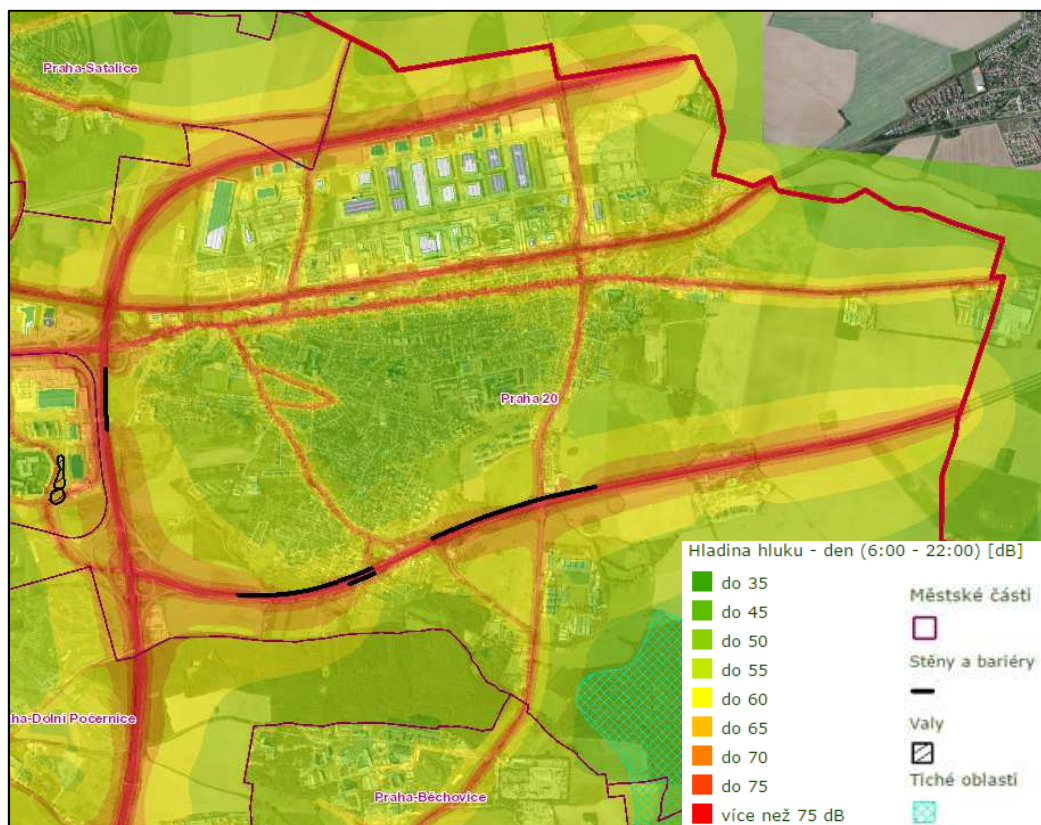 Praha-Satalice
Praha 20
Hladina hluku - den (6:00 - 22:00) [dB]
do 35
do 45
do 50
do 55
do 60
do 65
do 70
do 75
více než 75 dB
Městské části
Stěny a bariéry
Valy
Tiché oblasti
ha-Dolní Počernice
Praha-Běchovice